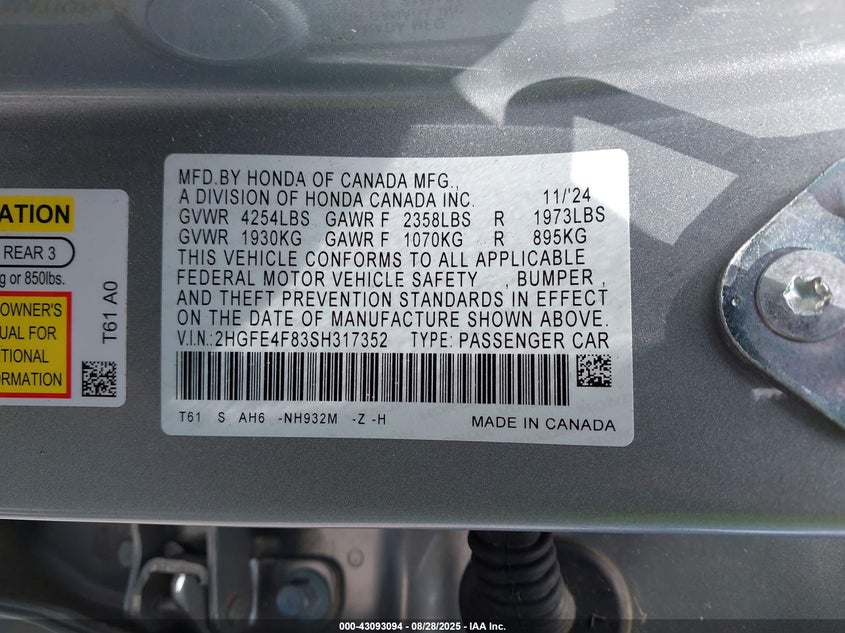 MFD.BY HONDA OF CANADA MFG.,
A DIVISION OF HONDA CANADA INC. 11/'24
GVWR 4254LBS GAWR F 2358LBS R 1973LBS
GVWR 1930KG GAWR F 1070KG R 895KG
THIS VEHICLE CONFORMS TO ALL APPLICABLE
FEDERAL MOTOR VEHICLE SAFETY , BUMPER ,
AND THEFT PREVENTION STANDARDS IN EFFECT
ON THE DATE OF MANUFACTURE SHOWN ABOVE.
V.I.N.: 2HGFE4F83SH317352 TYPE: PASSENGER CAR
T61 S AH6 -NH932M -Z -H MADE IN CANADA
ATION
REAR 3
g or 850lbs.
OWNER'S
UAL FOR
ITIONAL
ORMATION
T61 A0
000-43093094 - 08/28/2025 - IAA Inc.